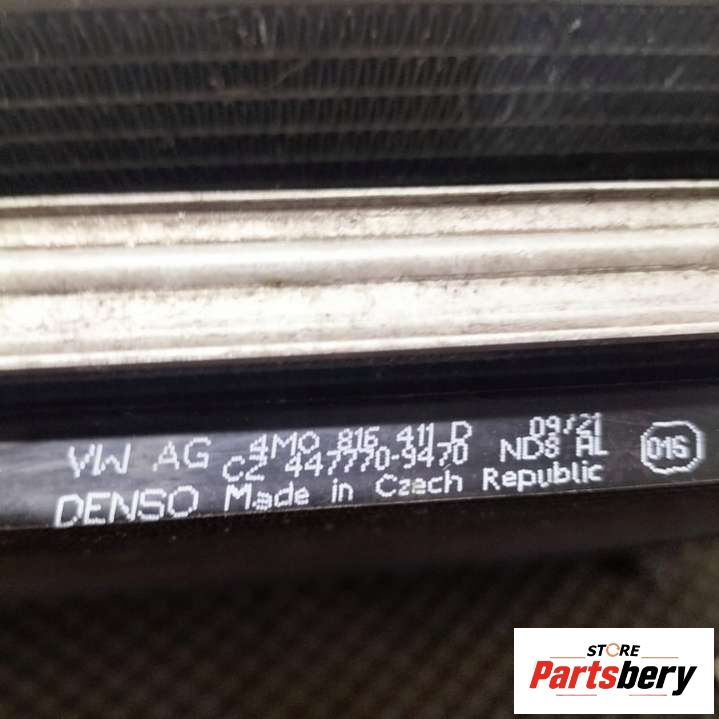 VW AG 4M0 816 411 D 09/21
CZ 447770-9470 ND8 AL 016
DENSO Made in Czech Republic
STORE
Partsbery